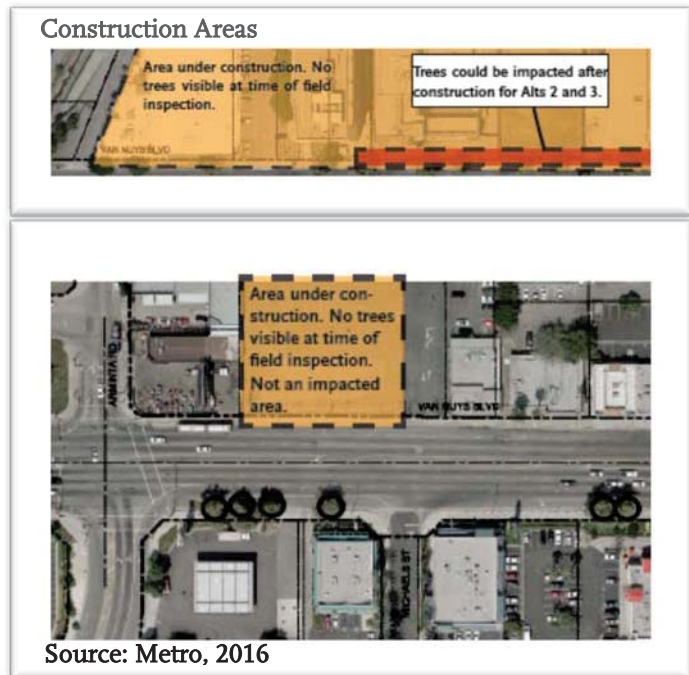 Construction Areas
Area under construction. No
trees visible at time of field
inspection.
Trees could be impacted after
construction for Alts 2 and 3.
VAN NUYS BLVD
Area under con-
struction. No trees
visible at time of
field inspection.
Not an impacted
area.
VAN NUYS BLVD
Source: Metro, 2016